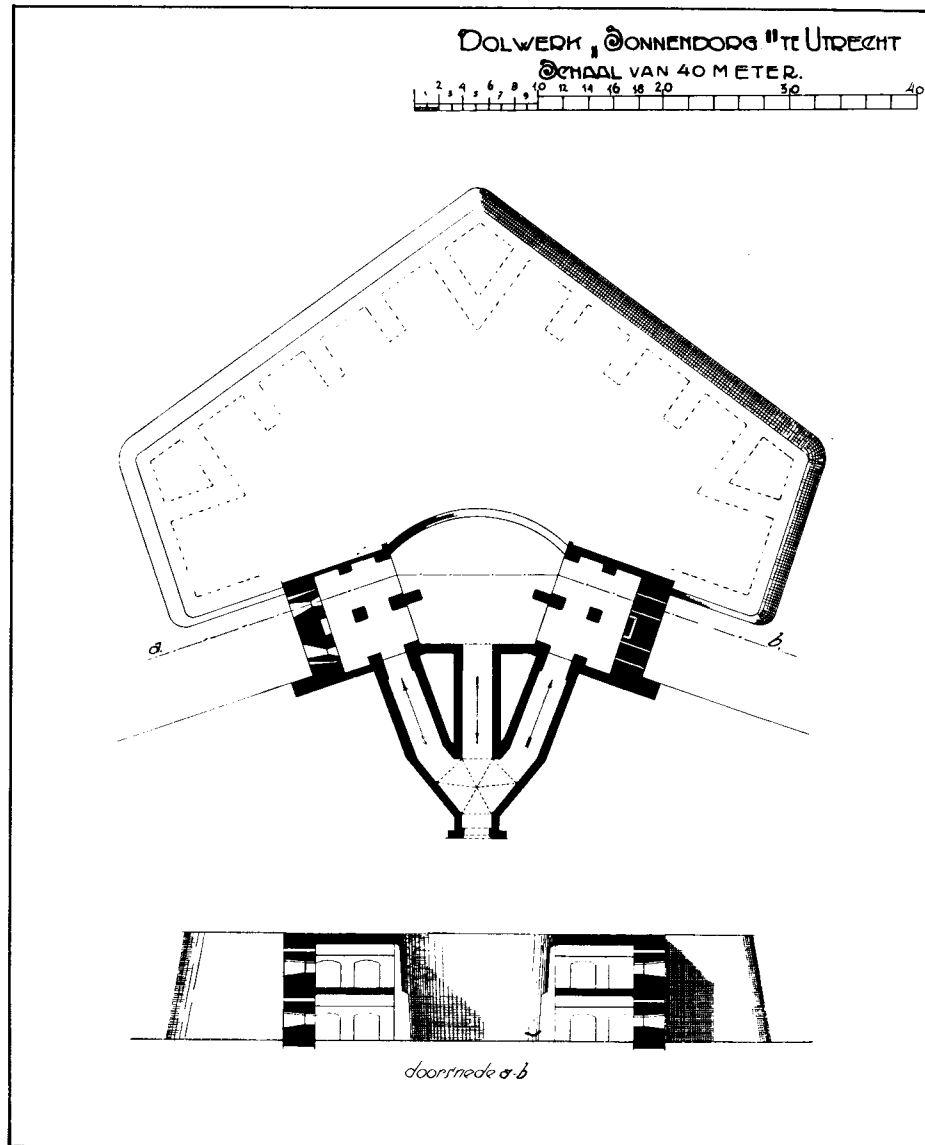 BOLWERK „SONNENBORG" TE UTRECHT
SCHAAL VAN 40 METER.
1 2 3 4 5 6 7 8 9 10 12 14 16 18 20 30 40
a.
b.
doorsnede a-b